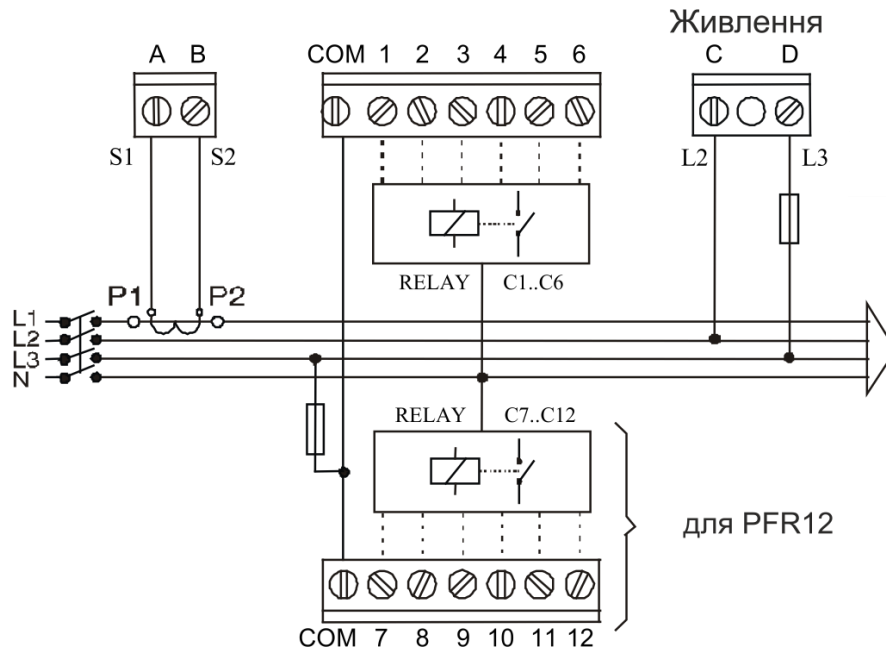 Живлення
A B
COM 1 2 3 4 5 6
C D
S1 S2
L2 L3
RELAY C1..C6
P1 P2
L1
L2
L3
N
RELAY C7..C12
для PFR12
COM 7 8 9 10 11 12